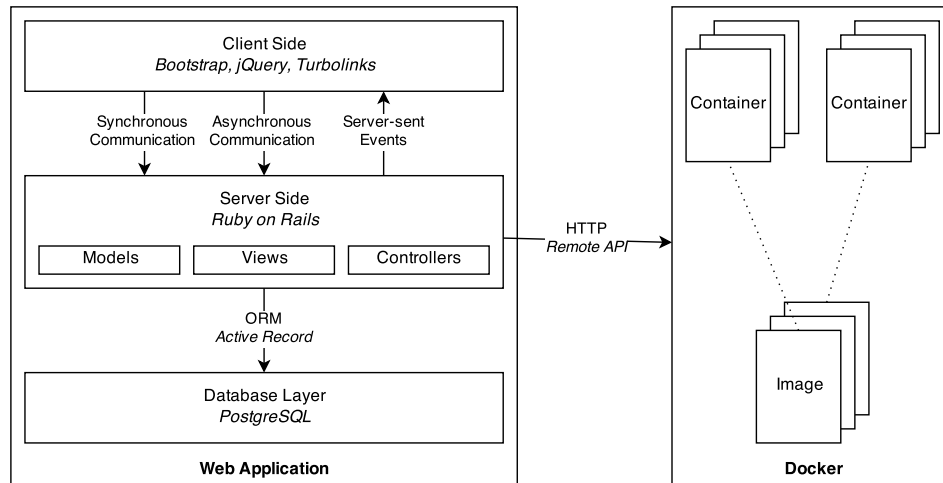 Client Side
Bootstrap, jQuery, Turbolinks
Synchronous
Communication
Asynchronous
Communication
Server-sent
Events
Server Side
Ruby on Rails
Models
Views
Controllers
ORM
Active Record
Database Layer
PostgreSQL
Web Application
HTTP
Remote API
Container
Container
Image
Docker